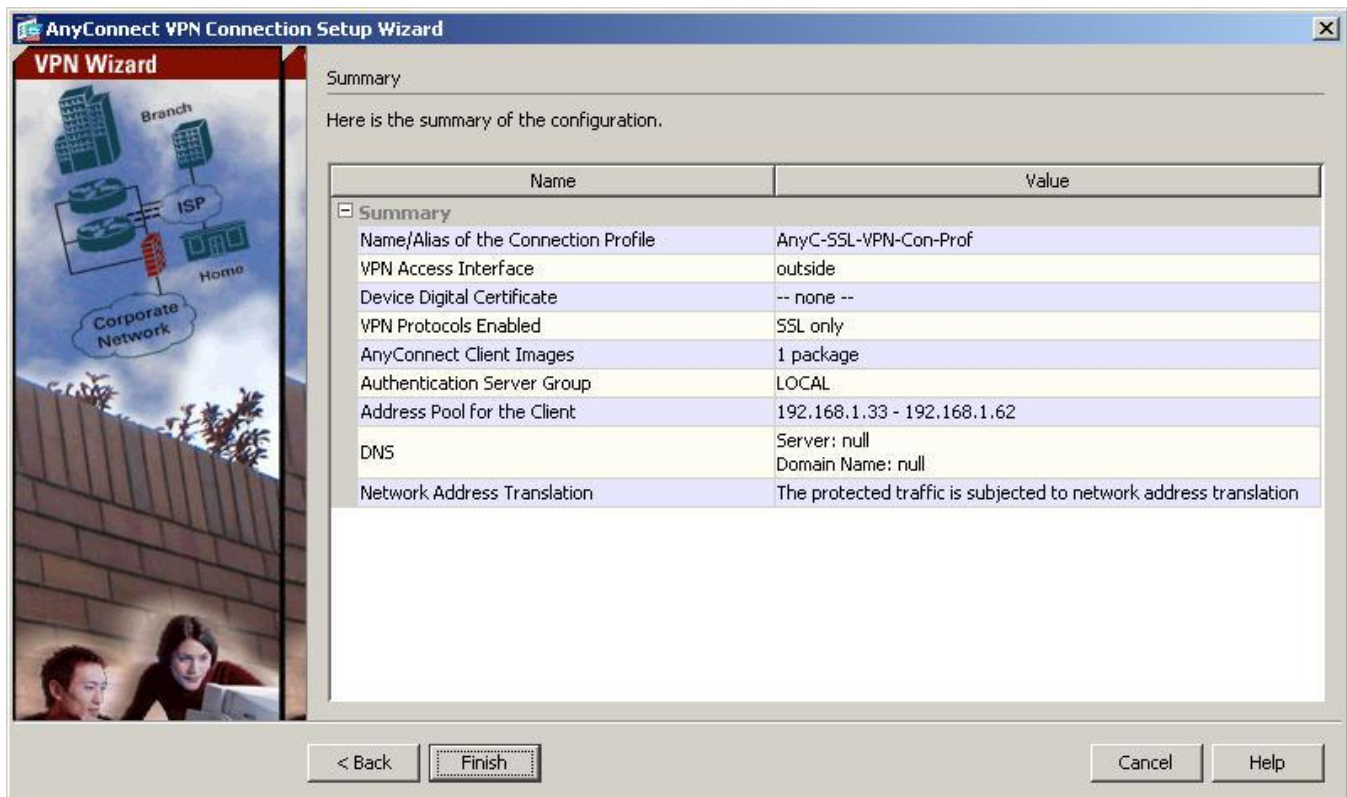 AnyConnect VPN Connection Setup Wizard
VPN Wizard
Branch
ISP
Home
Corporate
Network
Summary
Here is the summary of the configuration.
Name Value
Summary
Name/Alias of the Connection Profile AnyC-SSL-VPN-Con-Prof
VPN Access Interface outside
Device Digital Certificate -- none --
VPN Protocols Enabled SSL only
AnyConnect Client Images 1 package
Authentication Server Group LOCAL
Address Pool for the Client 192.168.1.33 - 192.168.1.62
DNS Server: null
Domain Name: null
Network Address Translation The protected traffic is subjected to network address translation
< Back Finish Cancel Help